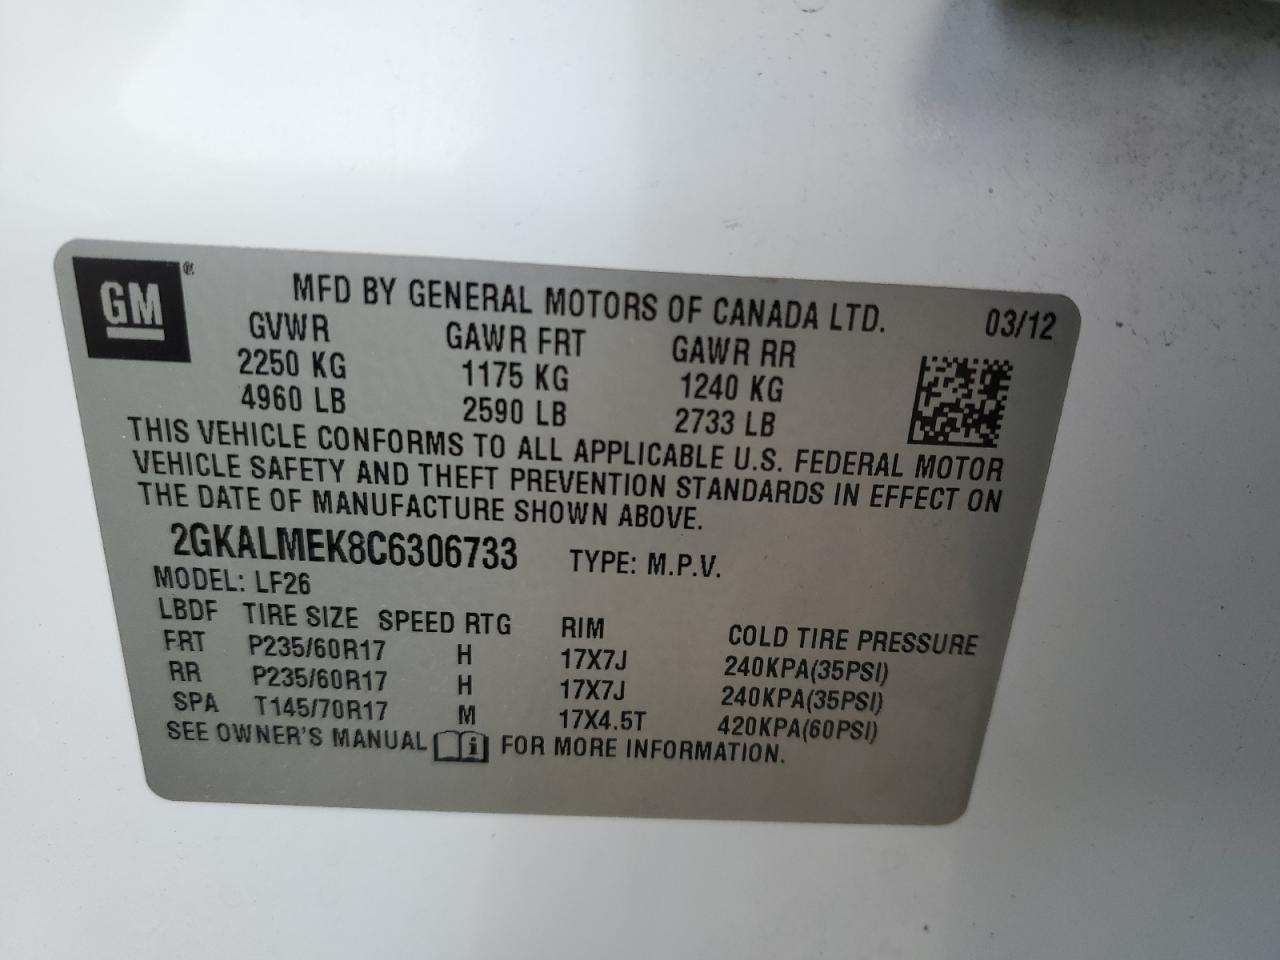 GM ®
MFD BY GENERAL MOTORS OF CANADA LTD. 03/12
GVWR GAWR FRT GAWR RR
2250 KG 1175 KG 1240 KG
4960 LB 2590 LB 2733 LB
THIS VEHICLE CONFORMS TO ALL APPLICABLE U.S. FEDERAL MOTOR
VEHICLE SAFETY AND THEFT PREVENTION STANDARDS IN EFFECT ON
THE DATE OF MANUFACTURE SHOWN ABOVE.
2GKALMEK8C6306733 TYPE: M.P.V.
MODEL: LF26
LBDF TIRE SIZE SPEED RTG RIM COLD TIRE PRESSURE
FRT P235/60R17 H 17X7J 240KPA(35PSI)
RR P235/60R17 H 17X7J 240KPA(35PSI)
SPA T145/70R17 M 17X4.5T 420KPA(60PSI)
SEE OWNER'S MANUAL i FOR MORE INFORMATION.